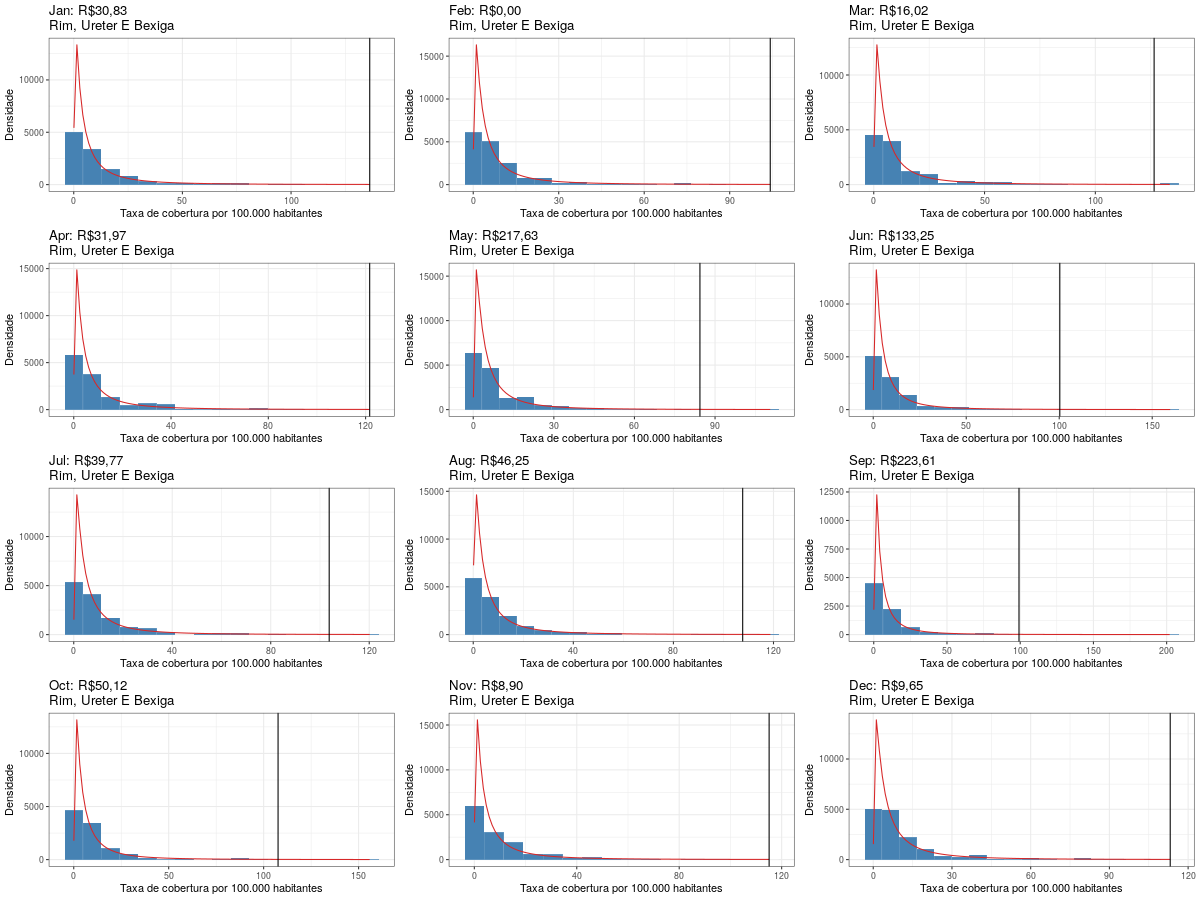 Jan: R$30,83
Rim, Ureter E Bexiga
Densidade
10000
5000
0
0
50
100
Taxa de cobertura por 100.000 habitantes
Feb: R$0,00
Rim, Ureter E Bexiga
Densidade
15000
10000
5000
0
0
30
60
90
Taxa de cobertura por 100.000 habitantes
Mar: R$16,02
Rim, Ureter E Bexiga
Densidade
10000
5000
0
0
50
100
Taxa de cobertura por 100.000 habitantes
Apr: R$31,97
Rim, Ureter E Bexiga
Densidade
15000
10000
5000
0
0
40
80
120
Taxa de cobertura por 100.000 habitantes
May: R$217,63
Rim, Ureter E Bexiga
Densidade
15000
10000
5000
0
0
30
60
90
Taxa de cobertura por 100.000 habitantes
Jun: R$133,25
Rim, Ureter E Bexiga
Densidade
10000
5000
0
0
50
100
150
Taxa de cobertura por 100.000 habitantes
Jul: R$39,77
Rim, Ureter E Bexiga
Densidade
10000
5000
0
0
40
80
120
Taxa de cobertura por 100.000 habitantes
Aug: R$46,25
Rim, Ureter E Bexiga
Densidade
15000
10000
5000
0
0
40
80
120
Taxa de cobertura por 100.000 habitantes
Sep: R$223,61
Rim, Ureter E Bexiga
Densidade
12500
10000
7500
5000
2500
0
0
50
100
150
200
Taxa de cobertura por 100.000 habitantes
Oct: R$50,12
Rim, Ureter E Bexiga
Densidade
10000
5000
0
0
50
100
150
Taxa de cobertura por 100.000 habitantes
Nov: R$8,90
Rim, Ureter E Bexiga
Densidade
15000
10000
5000
0
0
40
80
120
Taxa de cobertura por 100.000 habitantes
Dec: R$9,65
Rim, Ureter E Bexiga
Densidade
10000
5000
0
0
30
60
90
120
Taxa de cobertura por 100.000 habitantes